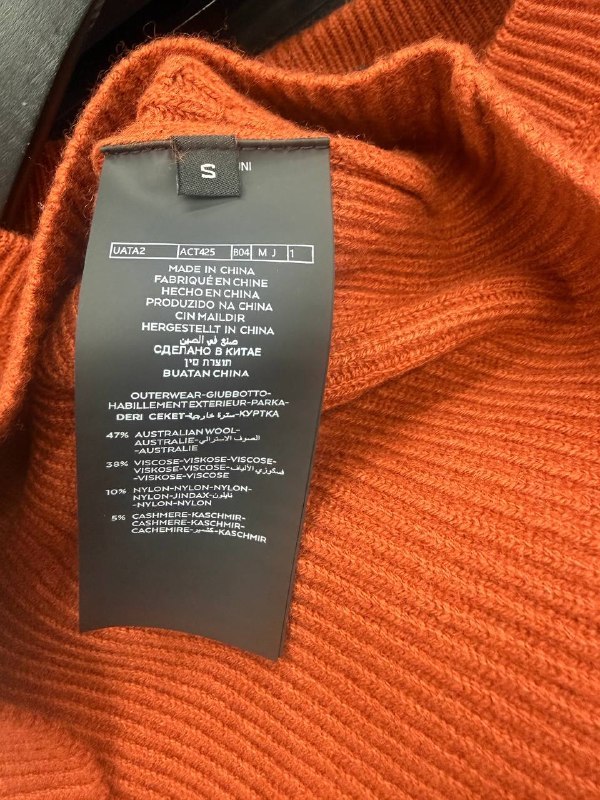 S
NI
UATA2 ACT425 B04 M J 1
MADE IN CHINA
FABRIQUÉ EN CHINE
HECHO EN CHINA
PRODUZIDO NA CHINA
CIN MAILDIR
HERGESTELLT IN CHINA
صنع في الصين
СДЕЛАНО В КИТАЕ
תוצרת סין
BUATAN CHINA
OUTERWEAR-GIUBBOTTO-
HABILLEMENT EXTERIEUR-PARKA-
DERI CEKET-سترة خارجية-КУРТКА
47% AUSTRALIAN WOOL-
AUSTRALIE-الصوف الاسترالي-
-AUSTRALIE
38% VISCOSE-VISKOSE-VISCOSE-
VISKOSE-VISCOSE-فسكوزي الألياف-
-VISKOSE-VISCOSE
10% NYLON-NYLON-NYLON-
NYLON-JINDAX-نايلون-
-NYLON-NYLON
5% CASHMERE-KASCHMIR-
CASHMERE-KASCHMIR-
CACHEMIRE-كشمير-KASCHMIR